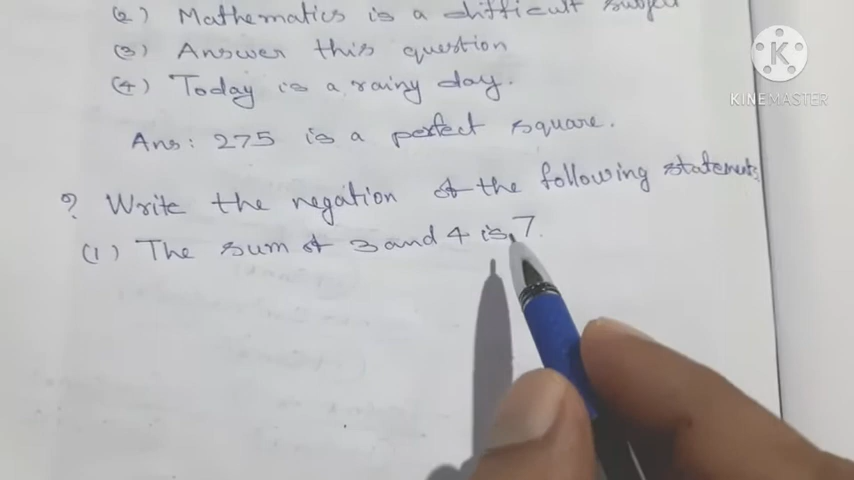 (2) Mathematics is a difficult subject
(3) Answer this question
(4) Today is a rainy day.
Ans: 275 is a perfect square.
? Write the negation of the following statements
(1) The sum of 3 and 4 is 7.
K
KINEMASTER